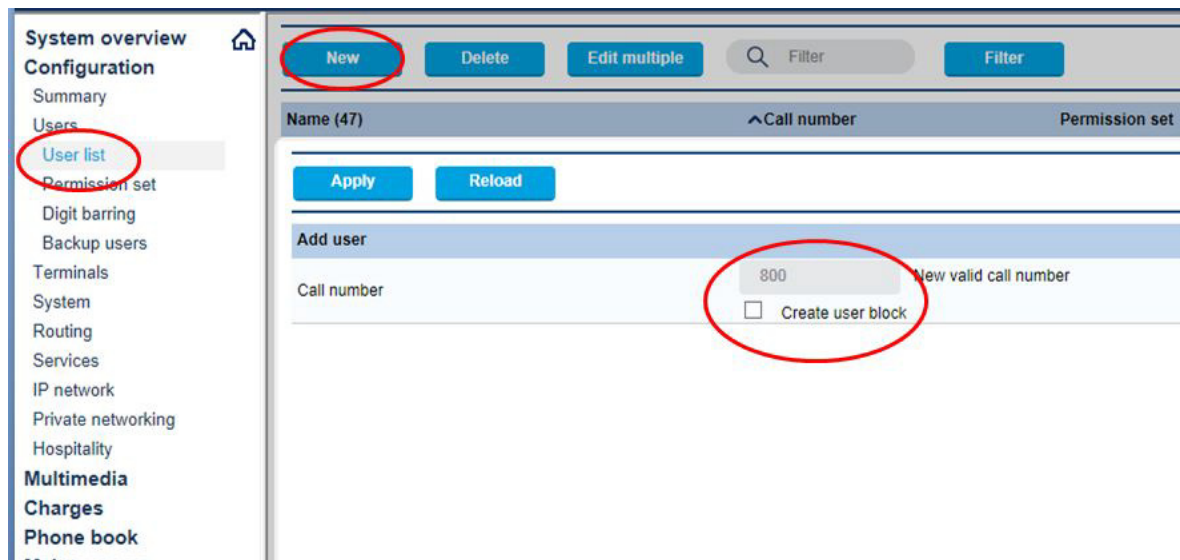 System overview
Configuration
Summary
Users
User list
Permission set
Digit barring
Backup users
Terminals
System
Routing
Services
IP network
Private networking
Hospitality
Multimedia
Charges
Phone book
New Delete Edit multiple Filter Filter
Name (47) Call number Permission set
Apply Reload
Add user
Call number 800 New valid call number
Create user block